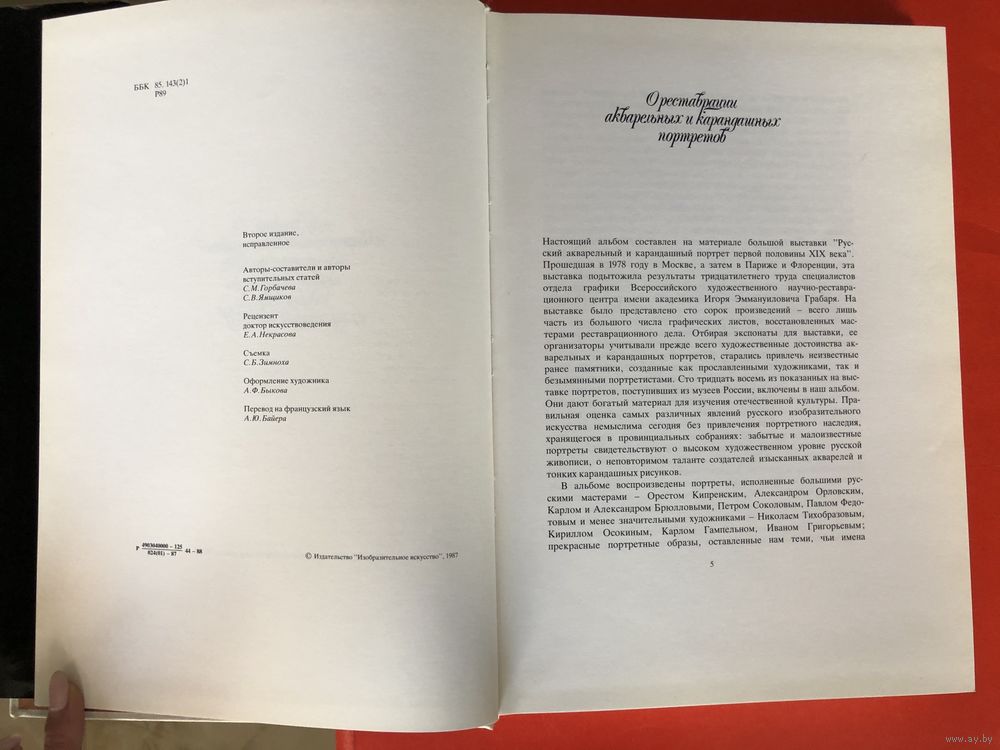 ББК 85. 143(2)1
Р89
Второе издание,
исправленное
Авторы-составители и авторы
вступительных статей
С.М.Горбачева
С.В.Ямщиков
Рецензент
доктор искусствоведения
Е.А.Некрасова
Съемка
С.Б.Зимноха
Оформление художника
А.Ф.Быкова
Перевод на французский язык
А.Ю.Байера
Р 4903040000 – 125
024(01) – 87 44 – 88
© Издательство "Изобразительное искусство", 1987
О реставрации
акварельных и карандашных
портретов
Настоящий альбом составлен на материале большой выставки "Рус-
ский акварельный и карандашный портрет первой половины XIX века".
Прошедшая в 1978 году в Москве, а затем в Париже и Флоренции, эта
выставка подытожила результаты тридцатилетнего труда специалистов
отдела графики Всероссийского художественного научно-реставра-
ционного центра имени академика Игоря Эммануиловича Грабаря. На
выставке было представлено сто сорок произведений – всего лишь
часть из большого числа графических листов, восстановленных мас-
терами реставрационного дела. Отбирая экспонаты для выставки, ее
организаторы учитывали прежде всего художественные достоинства ак-
варельных и карандашных портретов, старались привлечь неизвестные
ранее памятники, созданные как прославленными художниками, так и
безымянными портретистами. Сто тридцать восемь из показанных на выс-
тавке портретов, поступивших из музеев России, включены в наш альбом.
Они дают богатый материал для изучения отечественной культуры. Пра-
вильная оценка самых различных явлений русского изобразительного
искусства немыслима сегодня без привлечения портретного наследия,
хранящегося в провинциальных собраниях: забытые и малоизвестные
портреты свидетельствуют о высоком художественном уровне русской
живописи, о неповторимом таланте создателей изысканных акварелей и
тонких карандашных рисунков.
В альбоме воспроизведены портреты, исполненные большими рус-
скими мастерами – Орестом Кипренским, Александром Орловским,
Карлом и Александром Брюлловыми, Петром Соколовым, Павлом Федо-
товым и менее значительными художниками – Николаем Тихобразовым,
Кириллом Осокиным, Карлом Гампельном, Иваном Григорьевым;
прекрасные портретные образы, оставленные нам теми, чьи имена
5
www.ay.by